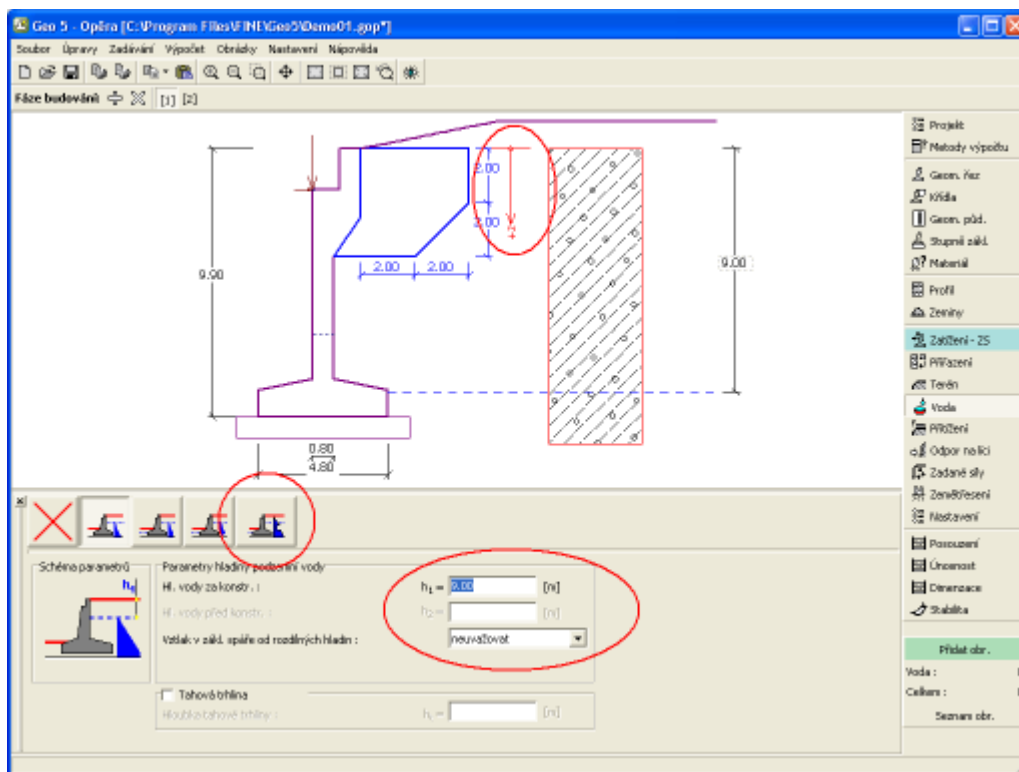 Geo 5 - Opěra [C:\Program Files\FINE\Geo5\Demo01.gop*]
Soubor Úpravy Zadávání Výpočet Obrázky Nastavení Nápověda
Fáze budování: [1] [2]
2.00
2.00
+z
2.00 2.00
9.90
9.00
0.80
4.80
Projekt
Metody výpočtu
Geom. řez
Křídla
Geom. půd.
Stupně zákl.
Materiál
Profil
Zeminy
Zatížení - ZS
Přiřazení
Terén
Voda
Přitížení
Odpor na líci
Zadané síly
Zemětřesení
Nastavení
Posouzení
Únosnost
Dimenzace
Stabilita
Přidat obr.
Voda :
Celkem :
Seznam obr.
Schéma parametrů
h₁
Parametry hladiny podzemní vody
Hl. vody za konstr. : h₁ = 9.00 [m]
Hl. vody před konstr. : h₂ = [m]
Vztlak v zákl. spáře od rozdílných hladin : neuvažovat
Tahová trhlina
Hloubka tahové trhliny : [m]